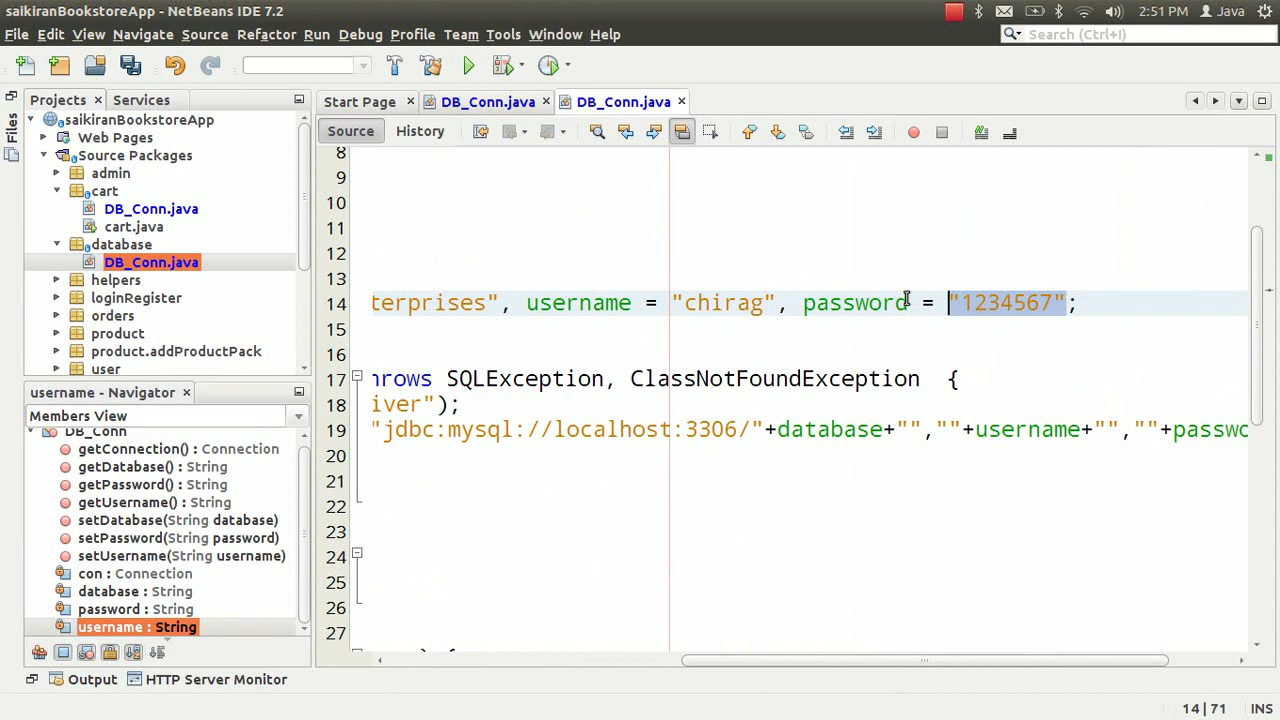 saikiranBookstoreApp - NetBeans IDE 7.2
2:51 PM Java
File Edit View Navigate Source Refactor Run Debug Profile Team Tools Window Help
Search (Ctrl+I)
Projects Services
Start Page DB_Conn.java DB_Conn.java
Source History
Files
saikiranBookstoreApp
Web Pages
Source Packages
admin
cart
DB_Conn.java
cart.java
database
DB_Conn.java
helpers
loginRegister
orders
product
product.addProductPack
user
username - Navigator
Members View
DB_Conn
getConnection() : Connection
getDatabase() : String
getPassword() : String
getUsername() : String
setDatabase(String database)
setPassword(String password)
setUsername(String username)
con : Connection
database : String
password : String
username : String
8
9
10
11
12
13
14 terprises", username = "chirag", password = "1234567";
15
16
17 hrows SQLException, ClassNotFoundException {
18 iver");
19 "jdbc:mysql://localhost:3306/"+database+"",""+username+"",""+passwo
20
21
22
23
24
25
26
27
) {
Output HTTP Server Monitor
14 | 71 INS